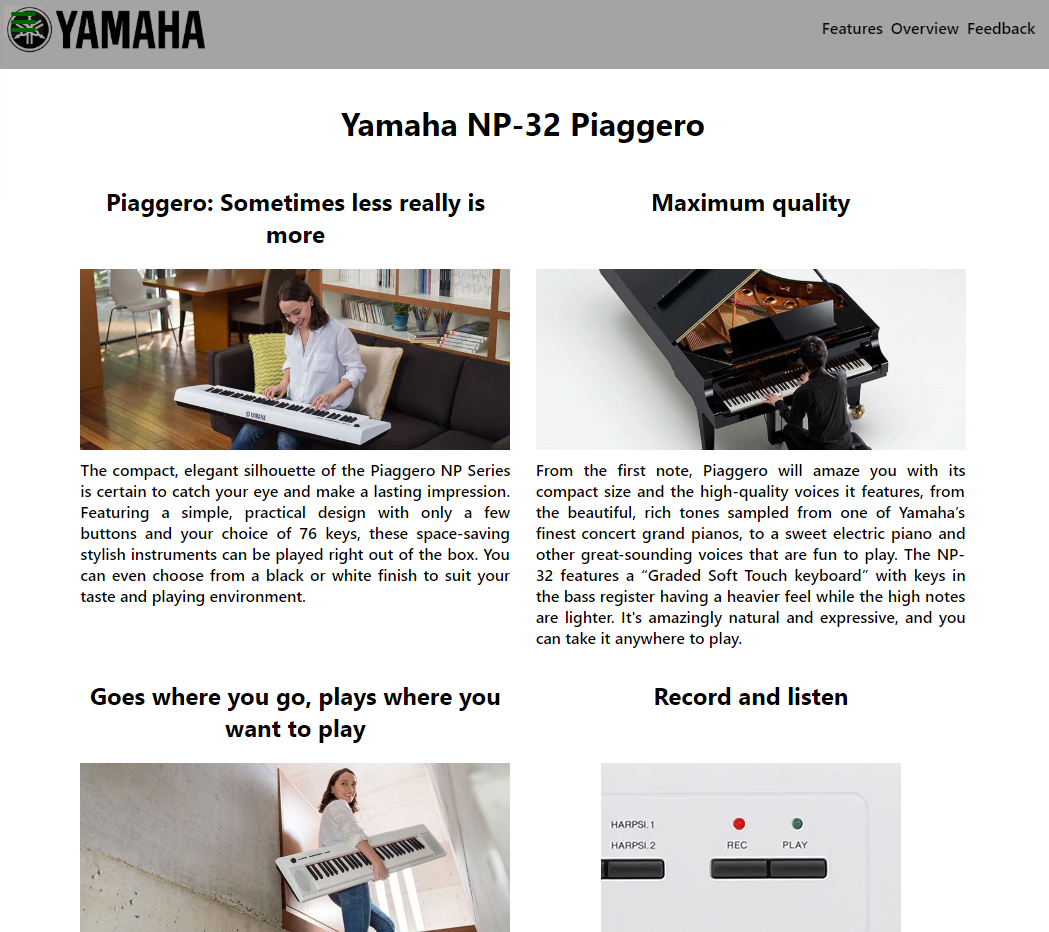 YAMAHA
Features Overview Feedback
Yamaha NP-32 Piaggero
Piaggero: Sometimes less really is
more
YAMAHA
The compact, elegant silhouette of the Piaggero NP Series
is certain to catch your eye and make a lasting impression.
Featuring a simple, practical design with only a few
buttons and your choice of 76 keys, these space-saving
stylish instruments can be played right out of the box. You
can even choose from a black or white finish to suit your
taste and playing environment.
Maximum quality
From the first note, Piaggero will amaze you with its
compact size and the high-quality voices it features, from
the beautiful, rich tones sampled from one of Yamaha’s
finest concert grand pianos, to a sweet electric piano and
other great-sounding voices that are fun to play. The NP-
32 features a “Graded Soft Touch keyboard” with keys in
the bass register having a heavier feel while the high notes
are lighter. It's amazingly natural and expressive, and you
can take it anywhere to play.
Goes where you go, plays where you
want to play
Record and listen
HARPSI.1
HARPSI.2
REC
PLAY